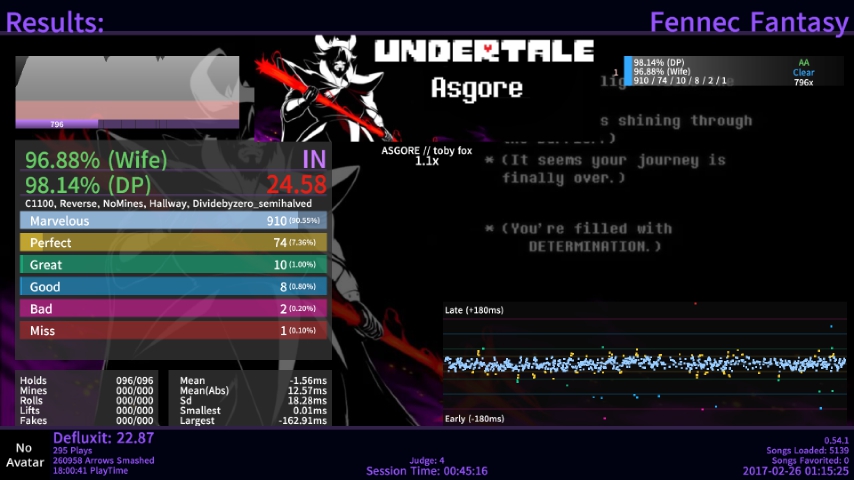 Results:
Fennec Fantasy
UNDERTALE
Asgore
98.14% (DP)
AA
1
96.88% (Wife)
Clear
910 / 74 / 10 / 8 / 2 / 1
796x
s shining through
796
ASGORE // toby fox
1.1x
* (It seems your journey is
finally over.)
* (You're filled with
DETERMINATION.)
96.88% (Wife)
IN
98.14% (DP)
24.58
C1100, Reverse, NoMines, Hallway, Dividebyzero_semihalved
Marvelous 910 (90.55%)
Perfect 74 (7.36%)
Great 10 (1.00%)
Good 8 (0.80%)
Bad 2 (0.20%)
Miss 1 (0.10%)
Late (+180ms)
Early (-180ms)
Holds 096/096
Mines 000/000
Rolls 000/000
Lifts 000/000
Fakes 000/000
Mean -1.56ms
Mean(Abs) 12.57ms
Sd 18.28ms
Smallest 0.01ms
Largest -162.91ms
No
Avatar
Defluxit: 22.87
295 Plays
260958 Arrows Smashed
18:00:41 PlayTime
Judge: 4
Session Time: 00:45:16
0.54.1
Songs Loaded: 5139
Songs Favorited: 0
2017-02-26 01:15:25